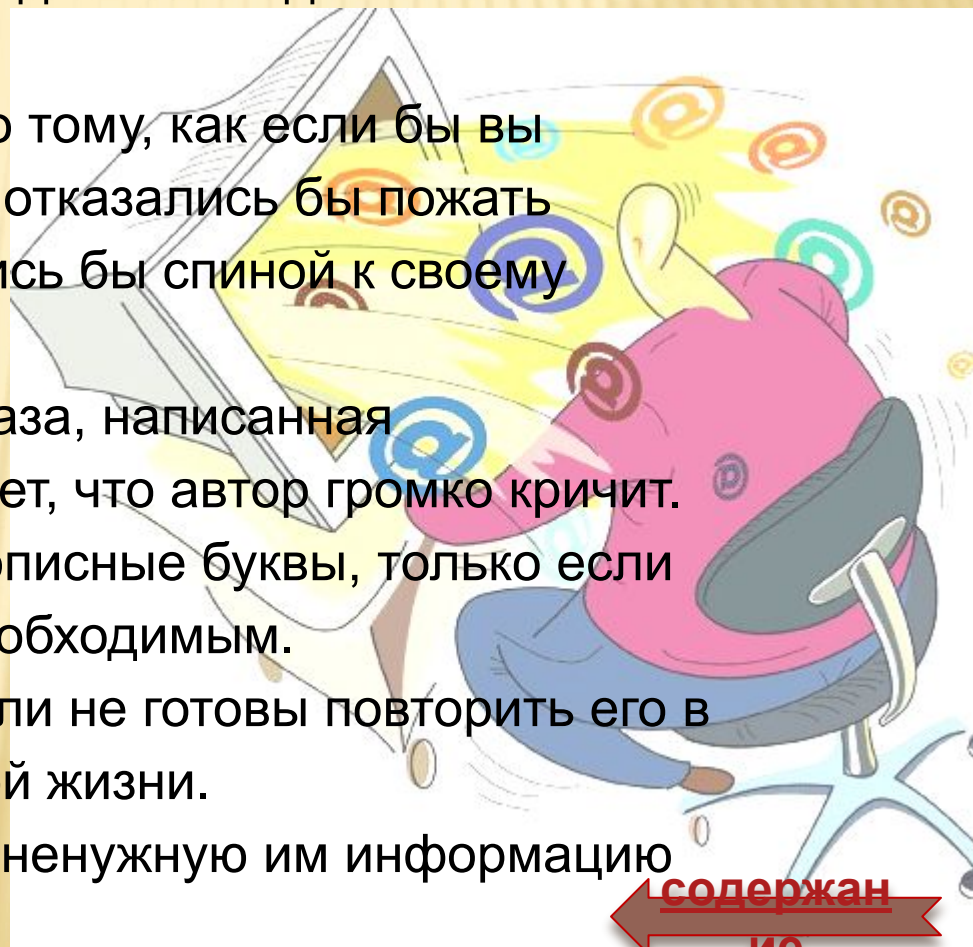 о тому, как если бы вы
отказались бы пожать
ись бы спиной к своему
аза, написанная
ет, что автор громко кричит.
описные буквы, только если
обходимым.
ли не готовы повторить его в
й жизни.
ненужную им информацию
содержан
ие